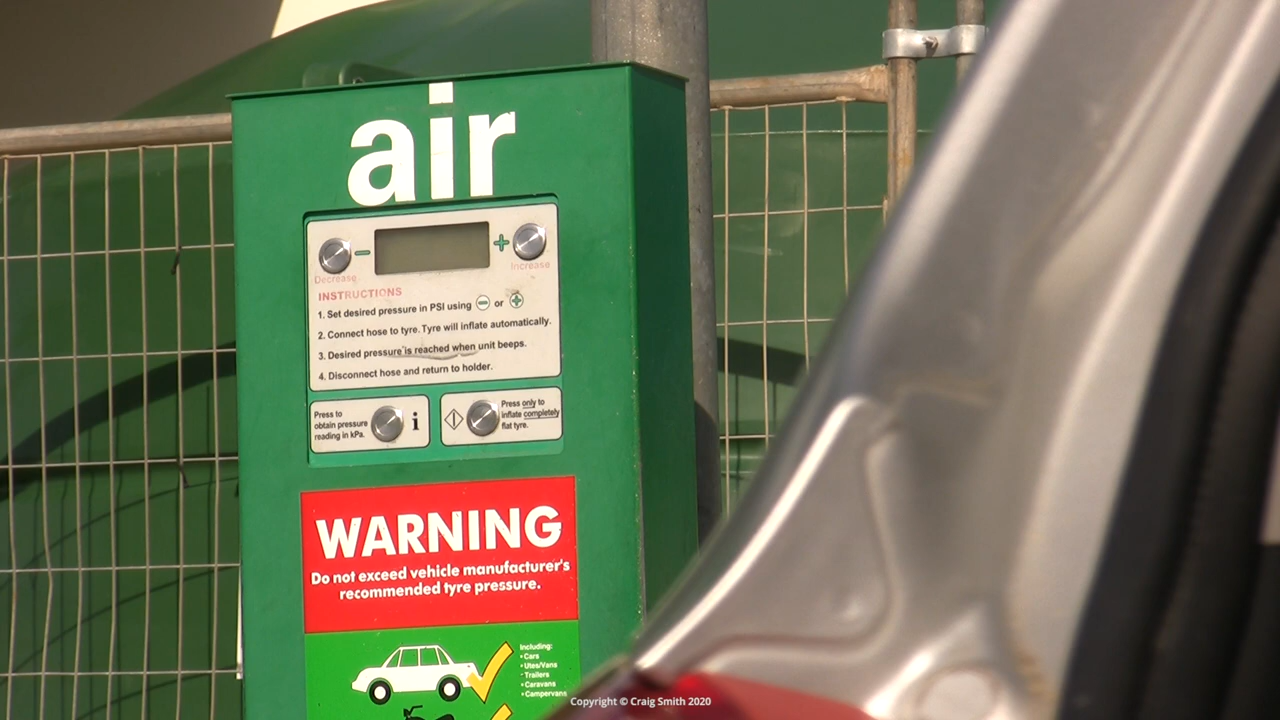 air
Decrease
Increase
INSTRUCTIONS
1. Set desired pressure in PSI using or
2. Connect hose to tyre. Tyre will inflate automatically.
3. Desired pressure is reached when unit beeps.
4. Disconnect hose and return to holder.
Press to
obtain pressure
reading in kPa.
i
Press only to
inflate completely
flat tyre.
WARNING
Do not exceed vehicle manufacturer's
recommended tyre pressure.
Including:
• Cars
• Utes/Vans
• Trailers
• Caravans
• Campervans
Copyright © Craig Smith 2020